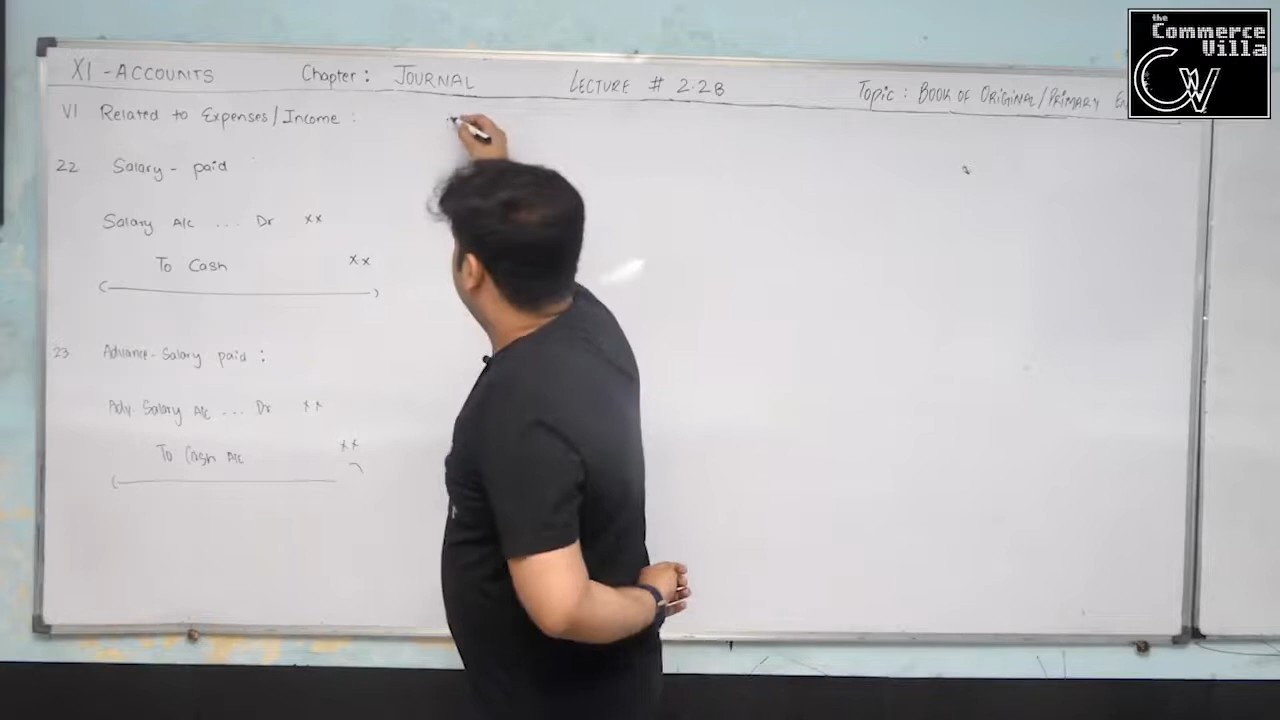 XI-ACCOUNTS Chapter: JOURNAL LECTURE # 2.28 Topic: BOOK OF ORIGINAL/PRIMARY
the
Commerce
Villa
CW
VI Related to Expenses/Income:
22 Salary - paid
Salary A/c ... Dr xx
To Cash xx
23 Advance-Salary paid:
Adv. Salary A/c ... Dr xx
To Cash A/c xx